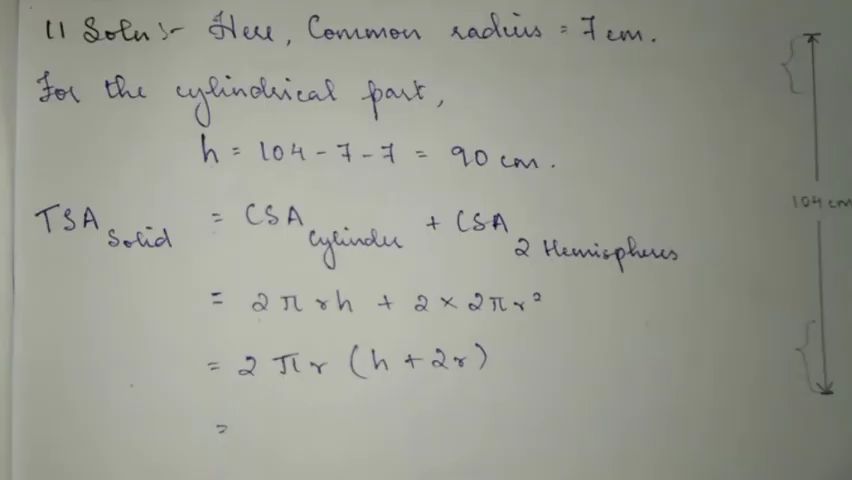 11 Soln :- Here, Common radius = 7 cm.
For the cylindrical part,
h = 104 - 7 - 7 = 90 cm.
104 cm
TSA Solid = CSA Cylinder + CSA 2 Hemispheres
= 2πrh + 2 × 2πr²
= 2πr (h + 2r)
=